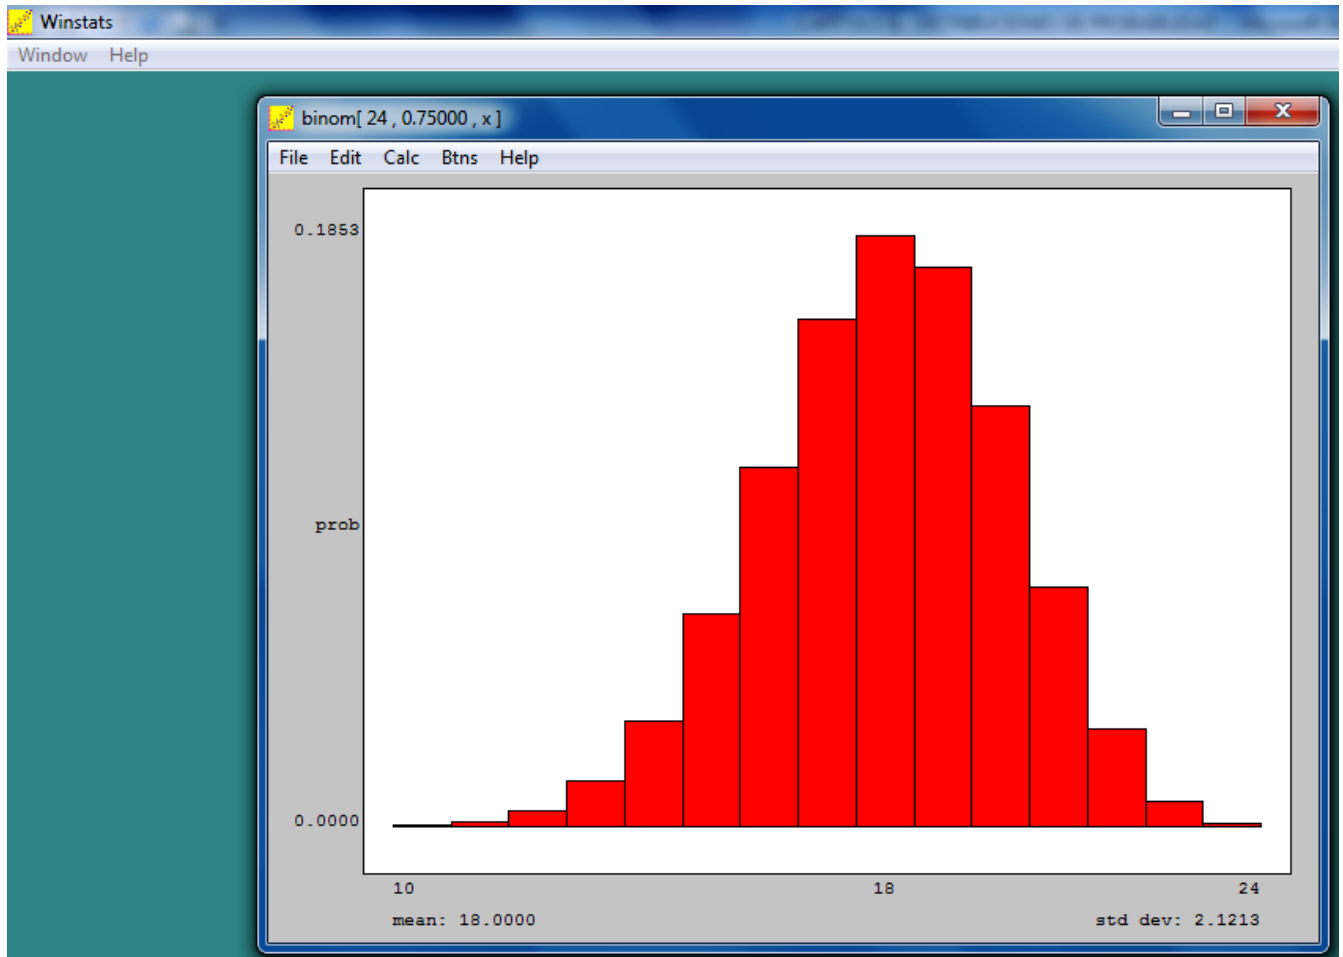 Winstats
Window Help
binom[ 24 , 0.75000 , x ]
File Edit Calc Btns Help
0.1853
prob
0.0000
10 18 24
mean: 18.0000 std dev: 2.1213